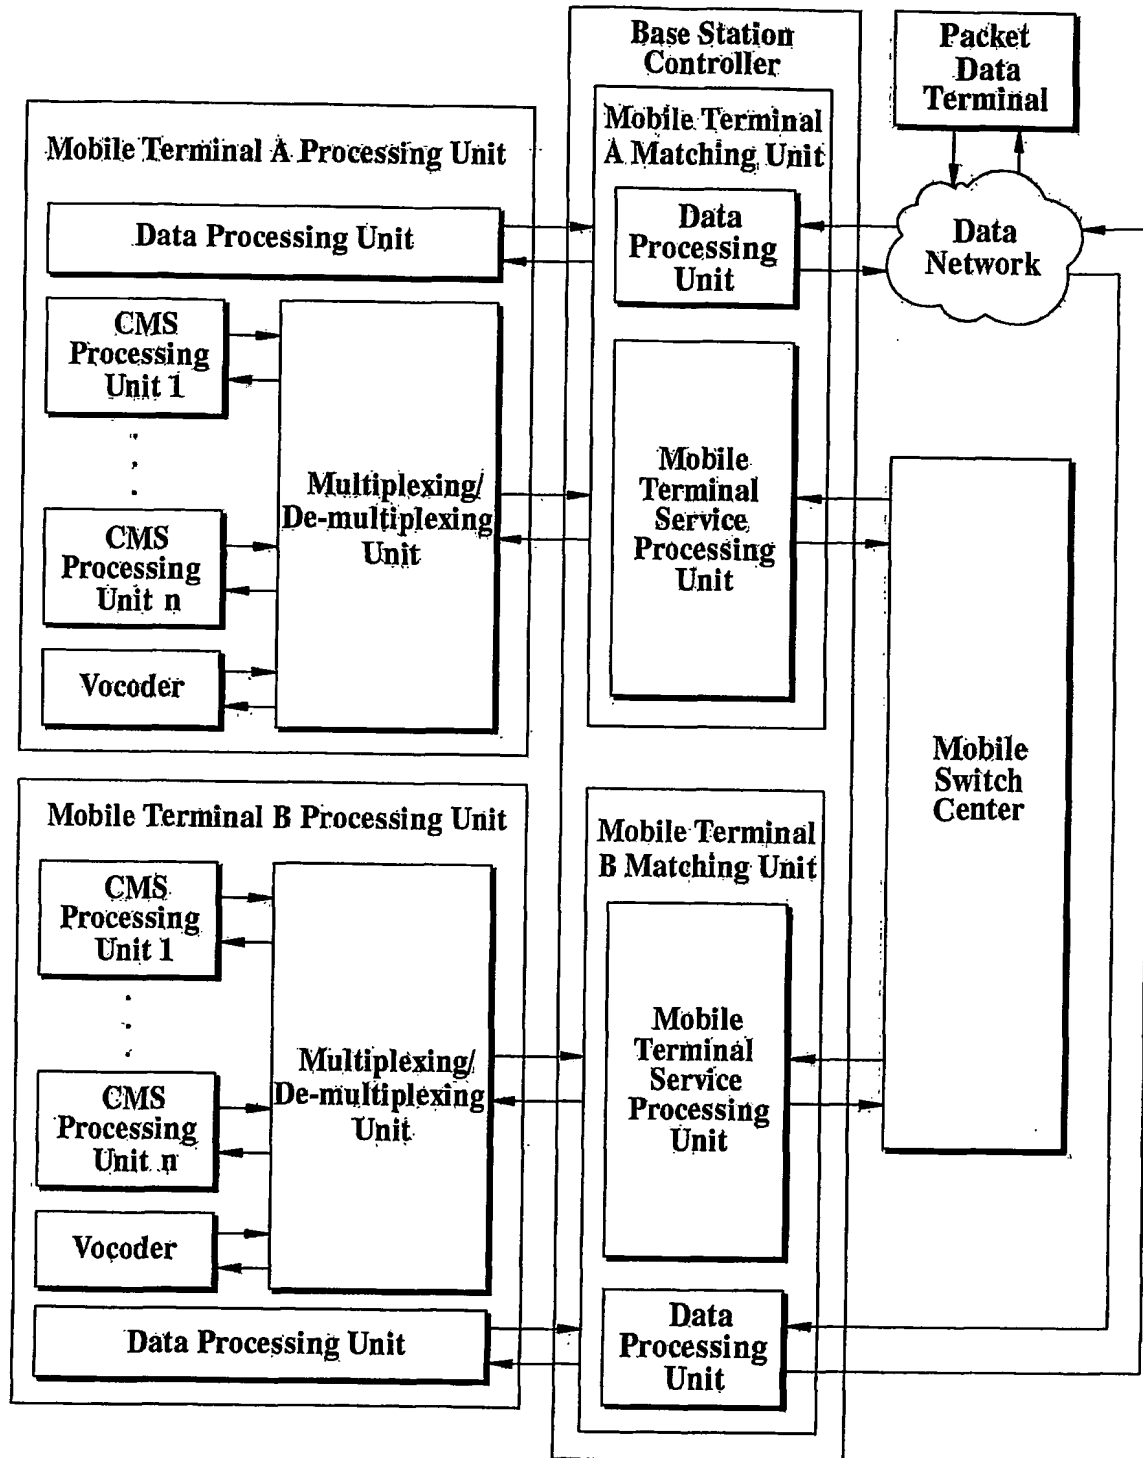 Base Station
Controller
Packet
Data
Terminal
Mobile Terminal A Processing Unit
Mobile Terminal
A Matching Unit
Data Processing Unit
Data
Processing
Unit
Data
Network
CMS
Processing
Unit 1
Multiplexing/
De-multiplexing
Unit
CMS
Processing
Unit n
Vocoder
Mobile
Terminal
Service
Processing
Unit
Mobile
Switch
Center
Mobile Terminal B Processing Unit
Mobile Terminal
B Matching Unit
CMS
Processing
Unit 1
Multiplexing/
De-multiplexing
Unit
CMS
Processing
Unit n
Vocoder
Mobile
Terminal
Service
Processing
Unit
Data Processing Unit
Data
Processing
Unit